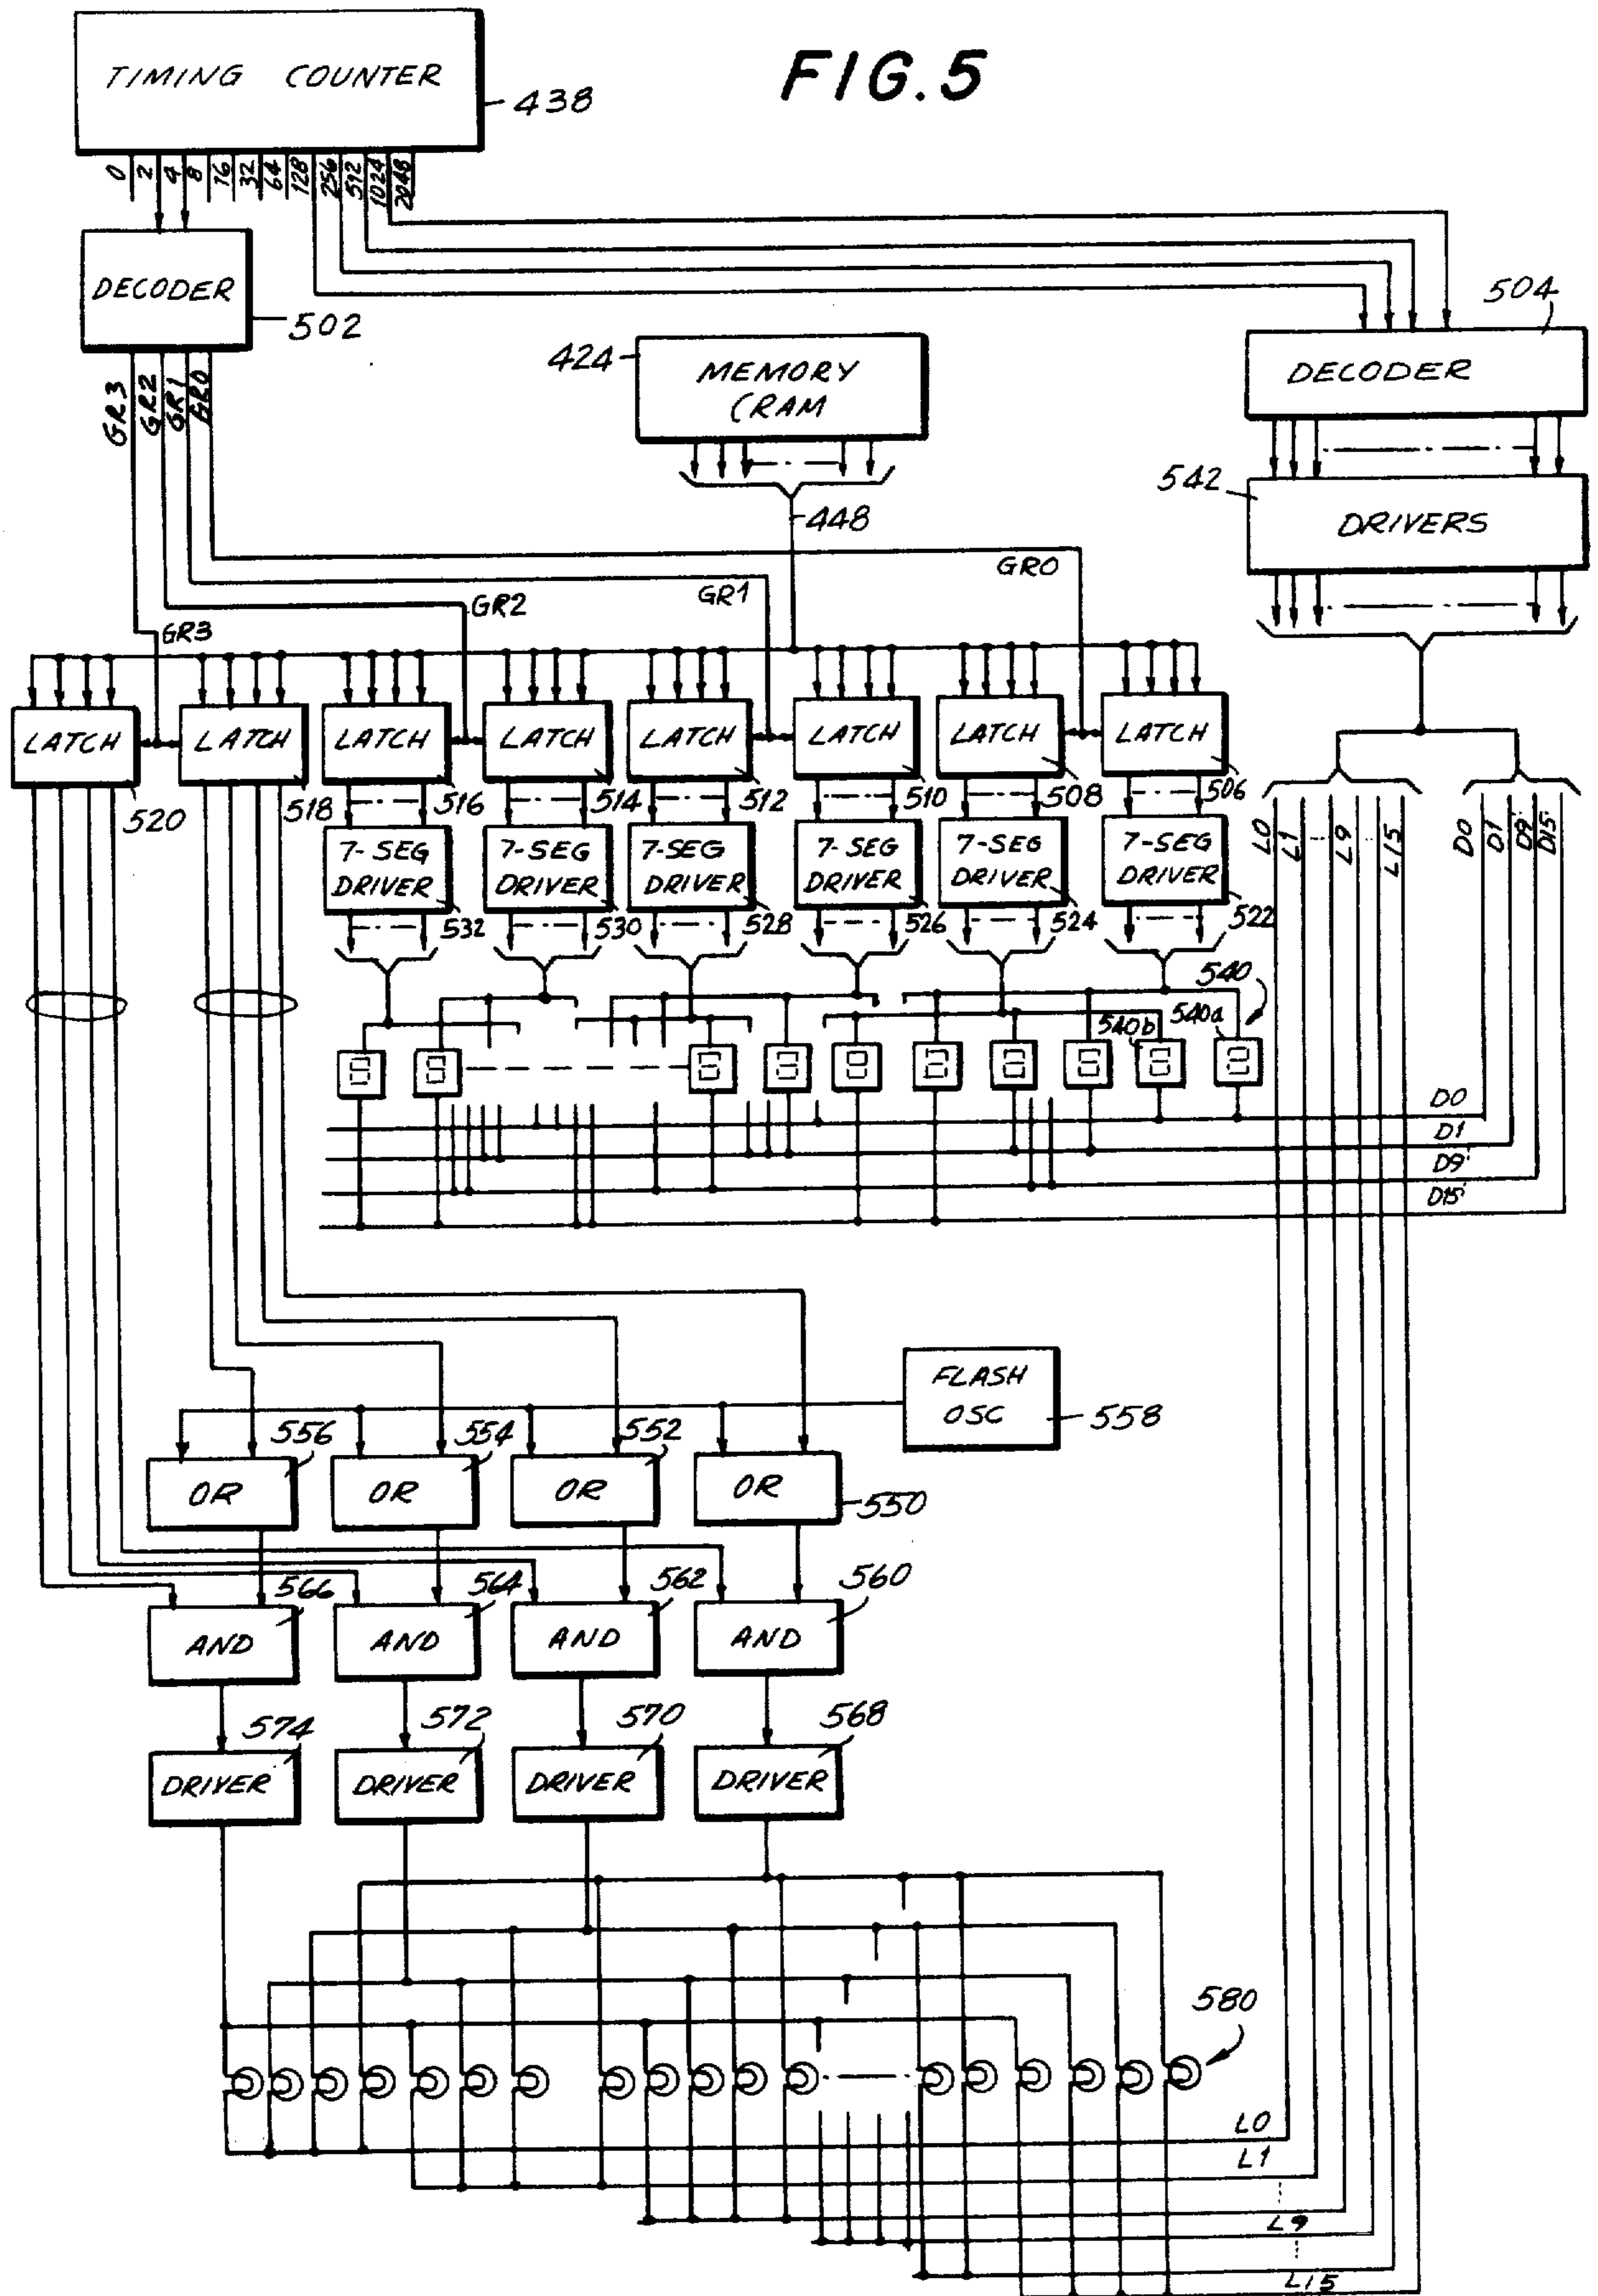 FIG. 5
TIMING COUNTER
438
0 2 4 8 16 32 64 128 256 512 1024 2048
DECODER
502
GR3 GR2 GR1 GR0
424
MEMORY
(RAM
448
504
DECODER
542
DRIVERS
GR0
GR1
GR2
GR3
LATCH LATCH LATCH LATCH LATCH LATCH LATCH LATCH
520 518 516 514 512 510 508 506
7-SEG DRIVER
7-SEG DRIVER
7-SEG DRIVER
7-SEG DRIVER
7-SEG DRIVER
7-SEG DRIVER
532 530 528 526 524 522
L0 L1 L9 L15
D0 D1 D9 D15
540
540b 540a
D0
D1
D9
D15
FLASH
OSC
558
556 554 552
OR OR OR OR
550
566 564 562 560
AND AND AND AND
574 572 570 568
DRIVER DRIVER DRIVER DRIVER
580
L0
L1
L9
L15